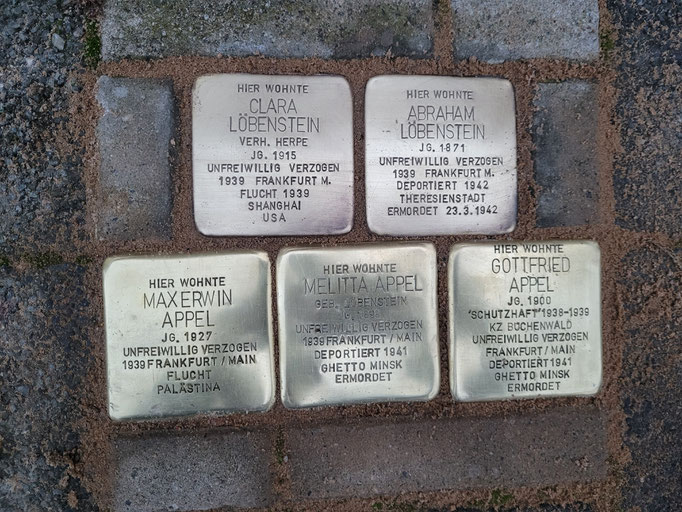 HIER WOHNTE
CLARA
LÖBENSTEIN
VERH. HERPE
JG. 1915
UNFREIWILLIG VERZOGEN
1939 FRANKFURT M.
FLUCHT 1939
SHANGHAI
USA
HIER WOHNTE
ABRAHAM
LÖBENSTEIN
JG. 1871
UNFREIWILLIG VERZOGEN
1939 FRANKFURT M.
DEPORTIERT 1942
THERESIENSTADT
ERMORDET 23.3.1942
HIER WOHNTE
MAX ERWIN
APPEL
JG. 1927
UNFREIWILLIG VERZOGEN
1939 FRANKFURT / MAIN
FLUCHT
PALÄSTINA
HIER WOHNTE
MELITTA APPEL
GEB. LÖBENSTEIN
UNFREIWILLIG VERZOGEN
1939 FRANKFURT / MAIN
DEPORTIERT 1941
GHETTO MINSK
ERMORDET
HIER WOHNTE
GOTTFRIED
APPEL
JG. 1900
"SCHUTZHAFT" 1938-1939
KZ BUCHENWALD
UNFREIWILLIG VERZOGEN
FRANKFURT / MAIN
DEPORTIERT 1941
GHETTO MINSK
ERMORDET